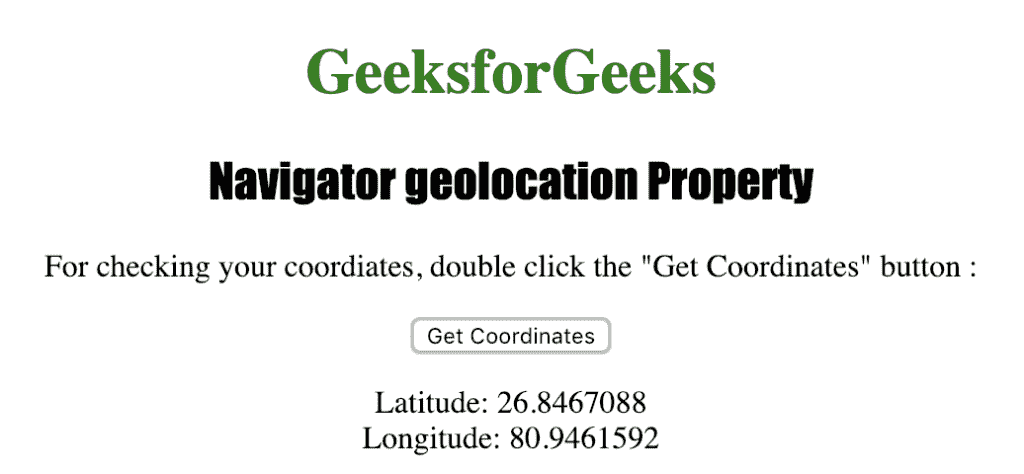 GeeksforGeeks
Navigator geolocation Property
For checking your coordiates, double click the "Get Coordinates" button :
Get Coordinates
Latitude: 26.8467088
Longitude: 80.9461592